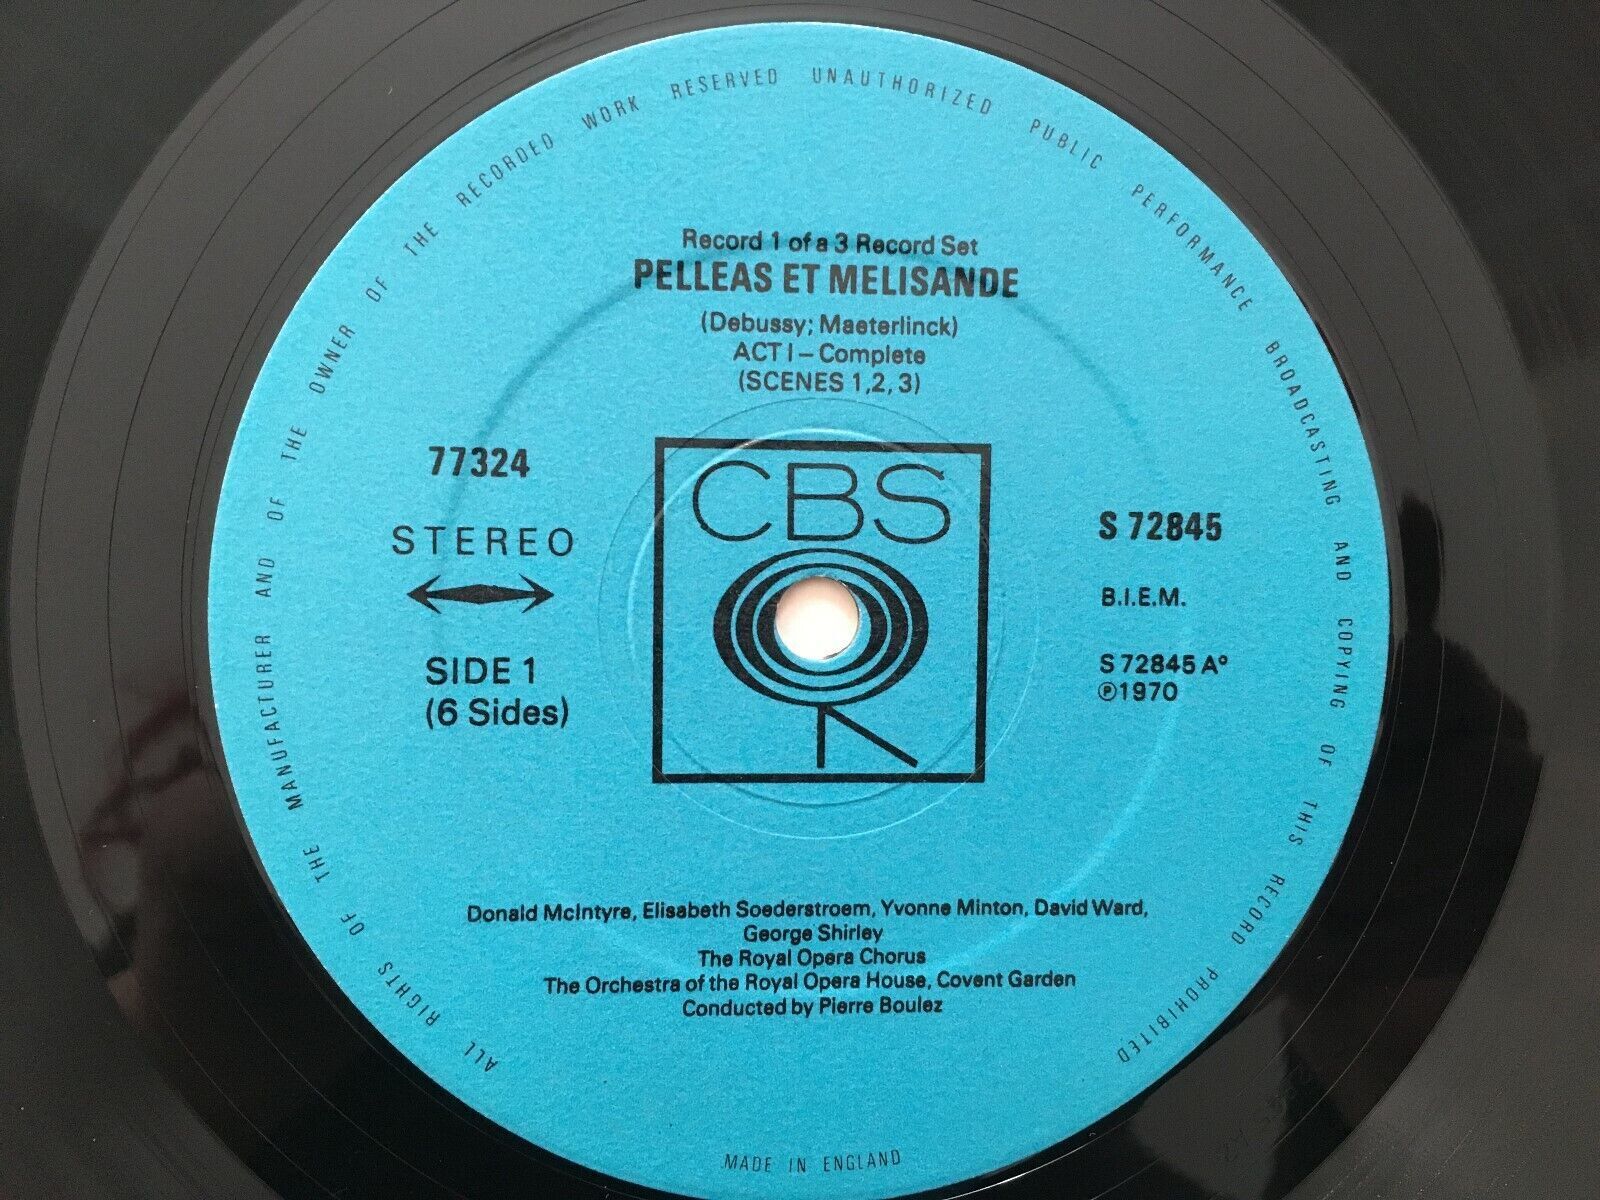 ALL RIGHTS OF THE MANUFACTURER AND OF THE OWNER OF THE RECORDED WORK RESERVED UNAUTHORIZED PUBLIC PERFORMANCE BROADCASTING AND COPYING OF THIS RECORD PROHIBITED
Record 1 of a 3 Record Set
PELLEAS ET MELISANDE
(Debussy; Maeterlinck)
ACT I – Complete
(SCENES 1,2, 3)
77324
STEREO
SIDE 1
(6 Sides)
CBS
S 72845
B.I.E.M.
S 72845 Aº
℗1970
Donald McIntyre, Elisabeth Soederstroem, Yvonne Minton, David Ward,
George Shirley
The Royal Opera Chorus
The Orchestra of the Royal Opera House, Covent Garden
Conducted by Pierre Boulez
MADE IN ENGLAND